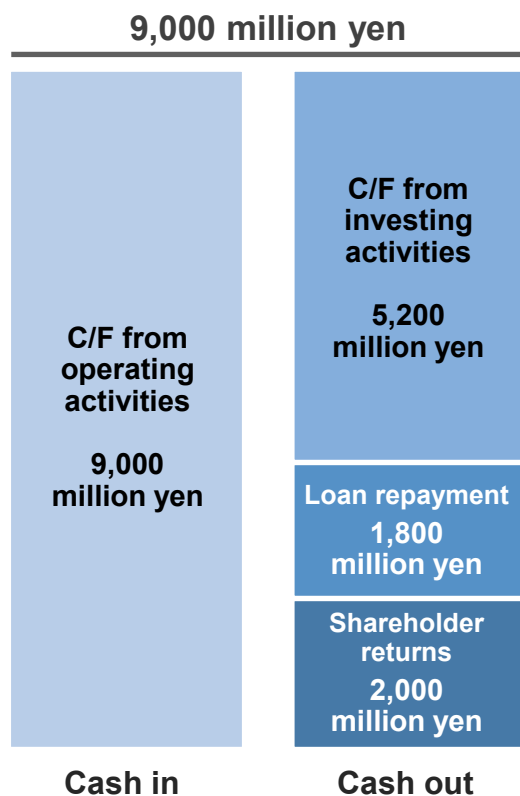 9,000 million yen
C/F from
operating
activities
9,000
million yen
C/F from
investing
activities
5,200
million yen
Loan repayment
1,800
million yen
Shareholder
returns
2,000
million yen
Cash in
Cash out